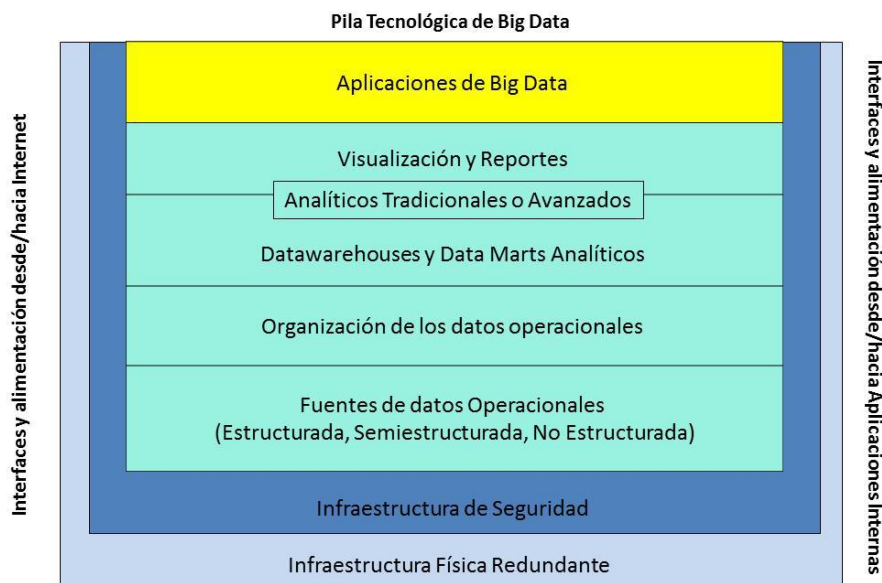 Pila Tecnológica de Big Data
Interfaces y alimentación desde/hacia Internet
Aplicaciones de Big Data
Visualización y Reportes
Analíticos Tradicionales o Avanzados
Datawarehouses y Data Marts Analíticos
Organización de los datos operacionales
Fuentes de datos Operacionales
(Estructurada, Semiestructurada, No Estructurada)
Infraestructura de Seguridad
Infraestructura Física Redundante
Interfaces y alimentación desde/hacia Aplicaciones Internas